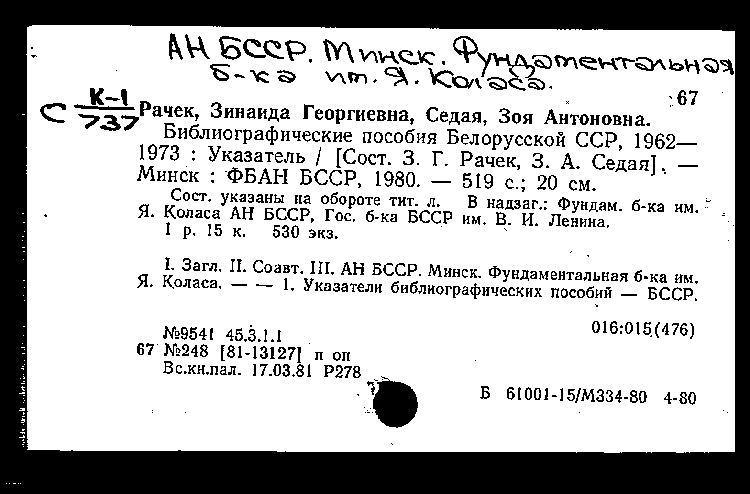 АН БССР. Минск. Фундаментальная
б-ка им. Я. Коласа.
67
К-1
С 737
Рачек, Зинаида Георгиевна, Седая, Зоя Антоновна.
Библиографические пособия Белорусской ССР, 1962—
1973 : Указатель / [Сост. З. Г. Рачек, З. А. Седая]. —
Минск : ФБАН БССР, 1980. — 519 с.; 20 см.
Сост. указаны на обороте тит. л. В надзаг.: Фундам. б-ка им.
Я. Коласа АН БССР, Гос. б-ка БССР им. В. И. Ленина.
1 р. 15 к. 530 экз.
I. Загл. II. Соавт. III. АН БССР. Минск. Фундаментальная б-ка им.
Я. Коласа. — — 1. Указатели библиографических пособий — БССР.
016:015(476)
№9541 45.3.1.1
67 №248 [81-13127] п оп
Вс.кн.пал. 17.03.81 Р278
Б 61001-15/М334-80 4-80